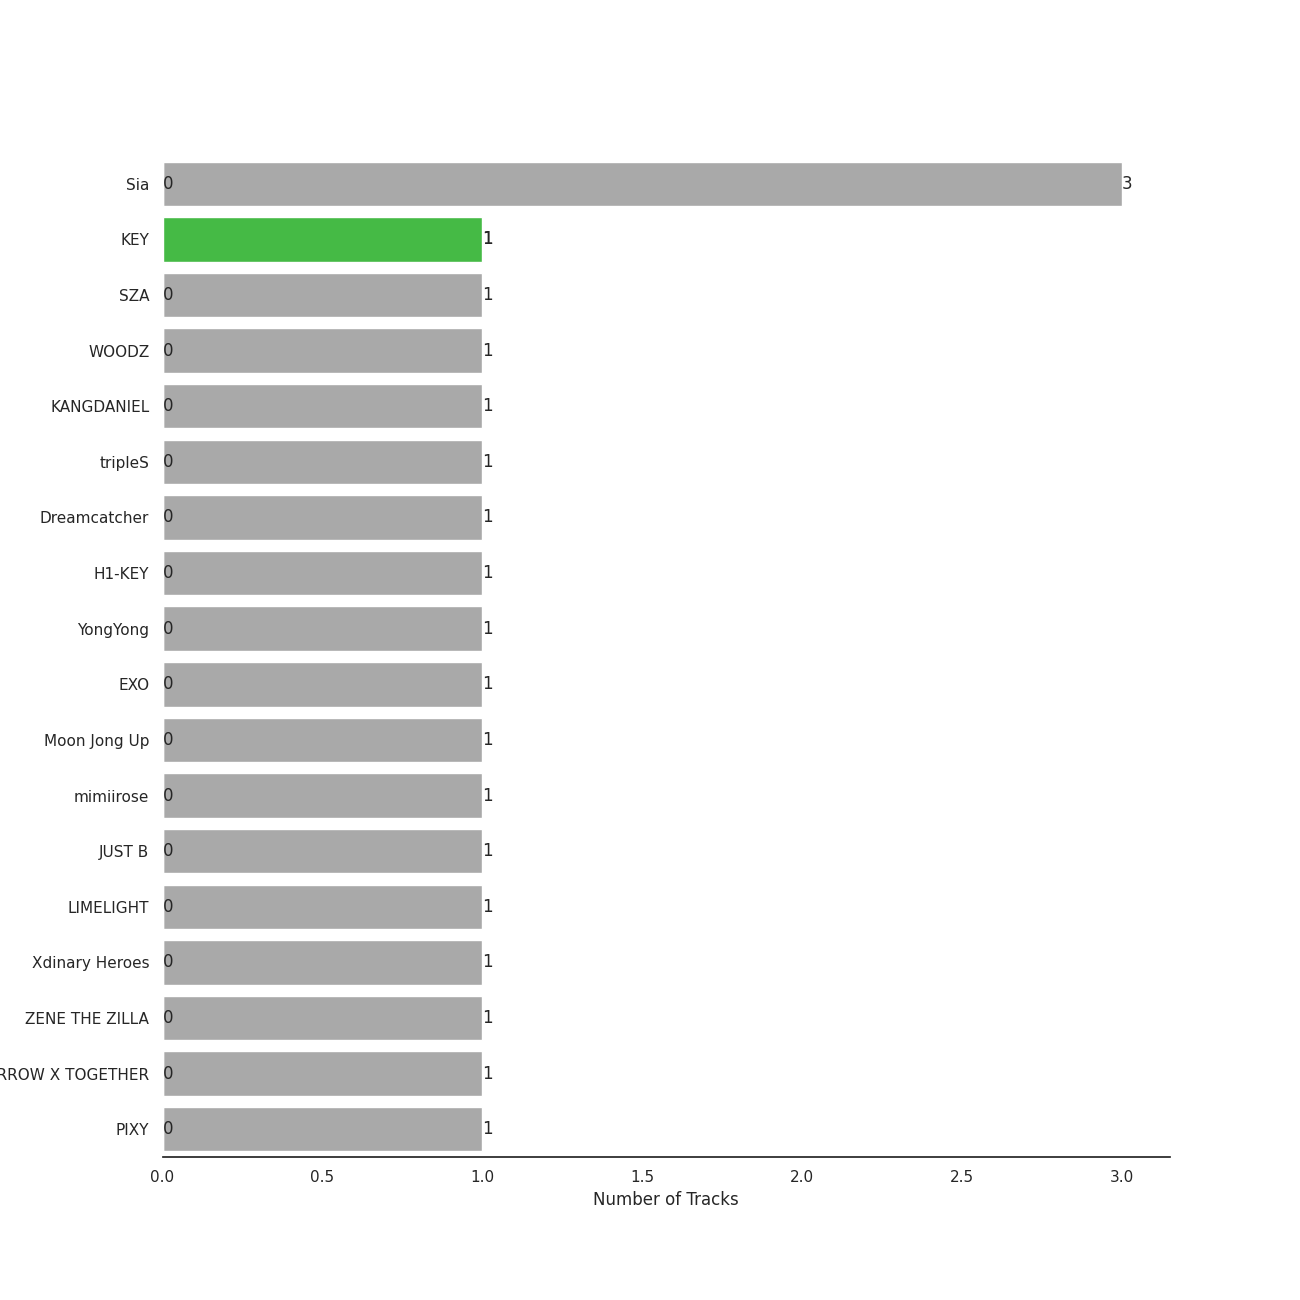 Sia 0 3
KEY 1
SZA 0 1
WOODZ 0 1
KANGDANIEL 0 1
tripleS 0 1
Dreamcatcher 0 1
H1-KEY 0 1
YongYong 0 1
EXO 0 1
Moon Jong Up 0 1
mimiirose 0 1
JUST B 0 1
LIMELIGHT 0 1
Xdinary Heroes 0 1
ZENE THE ZILLA 0 1
RROW X TOGETHER 0 1
PIXY 0 1
0.0 0.5 1.0 1.5 2.0 2.5 3.0
Number of Tracks